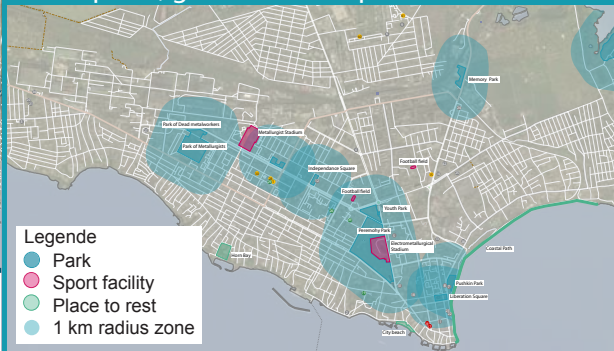 Memory Park
Park of Dead metalworkers
Metallurgist Stadium
Park of Metallurgists
Independance Square
Football field
Football field
Youth Park
Peremohy Park
Electrometallurgical
Stadium
Coastal Path
Horn Bay
Pushkin Park
Liberation Square
City beach
Legende
Park
Sport facility
Place to rest
1 km radius zone